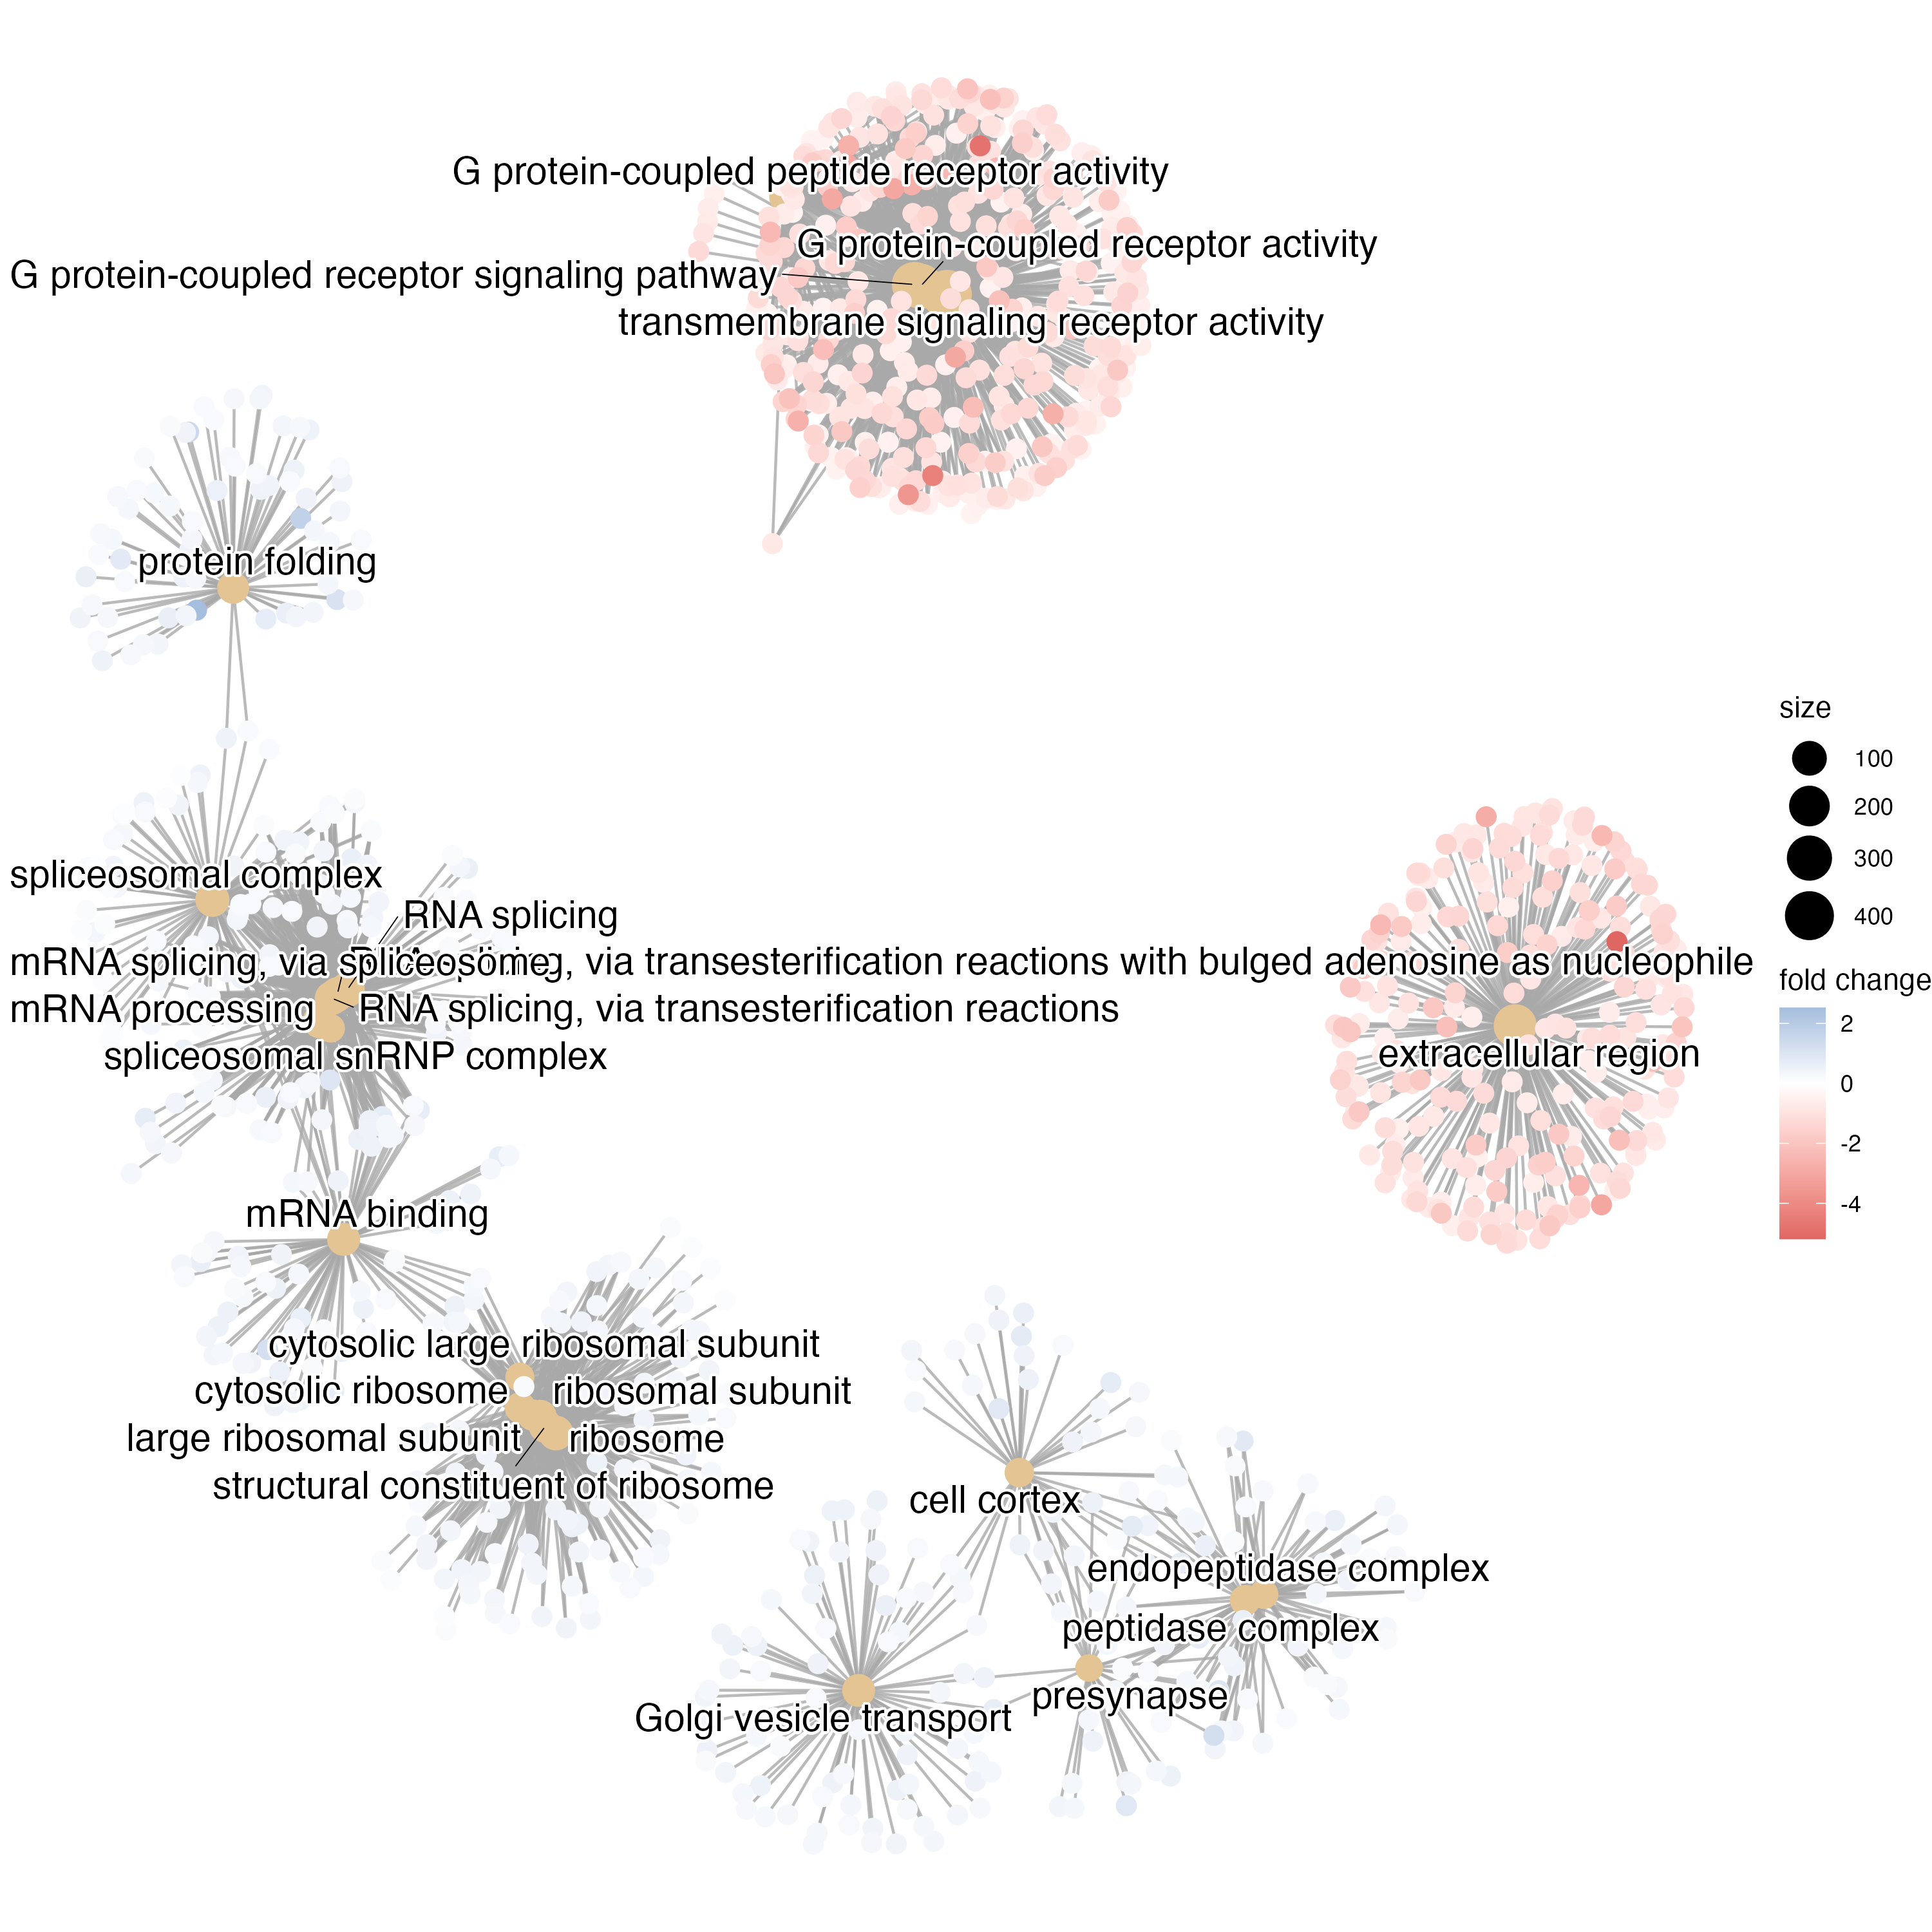 G protein-coupled peptide receptor activity
G protein-coupled receptor activity
G protein-coupled receptor signaling pathway
transmembrane signaling receptor activity
protein folding
spliceosomal complex
RNA splicing
mRNA splicing, via spliceosome
RNA splicing, via transesterification reactions with bulged adenosine as nucleophile
mRNA processing
RNA splicing, via transesterification reactions
spliceosomal snRNP complex
extracellular region
mRNA binding
cytosolic large ribosomal subunit
cytosolic ribosome
ribosomal subunit
large ribosomal subunit
ribosome
structural constituent of ribosome
cell cortex
endopeptidase complex
peptidase complex
presynapse
Golgi vesicle transport
size
100
200
300
400
fold change
2
0
-2
-4